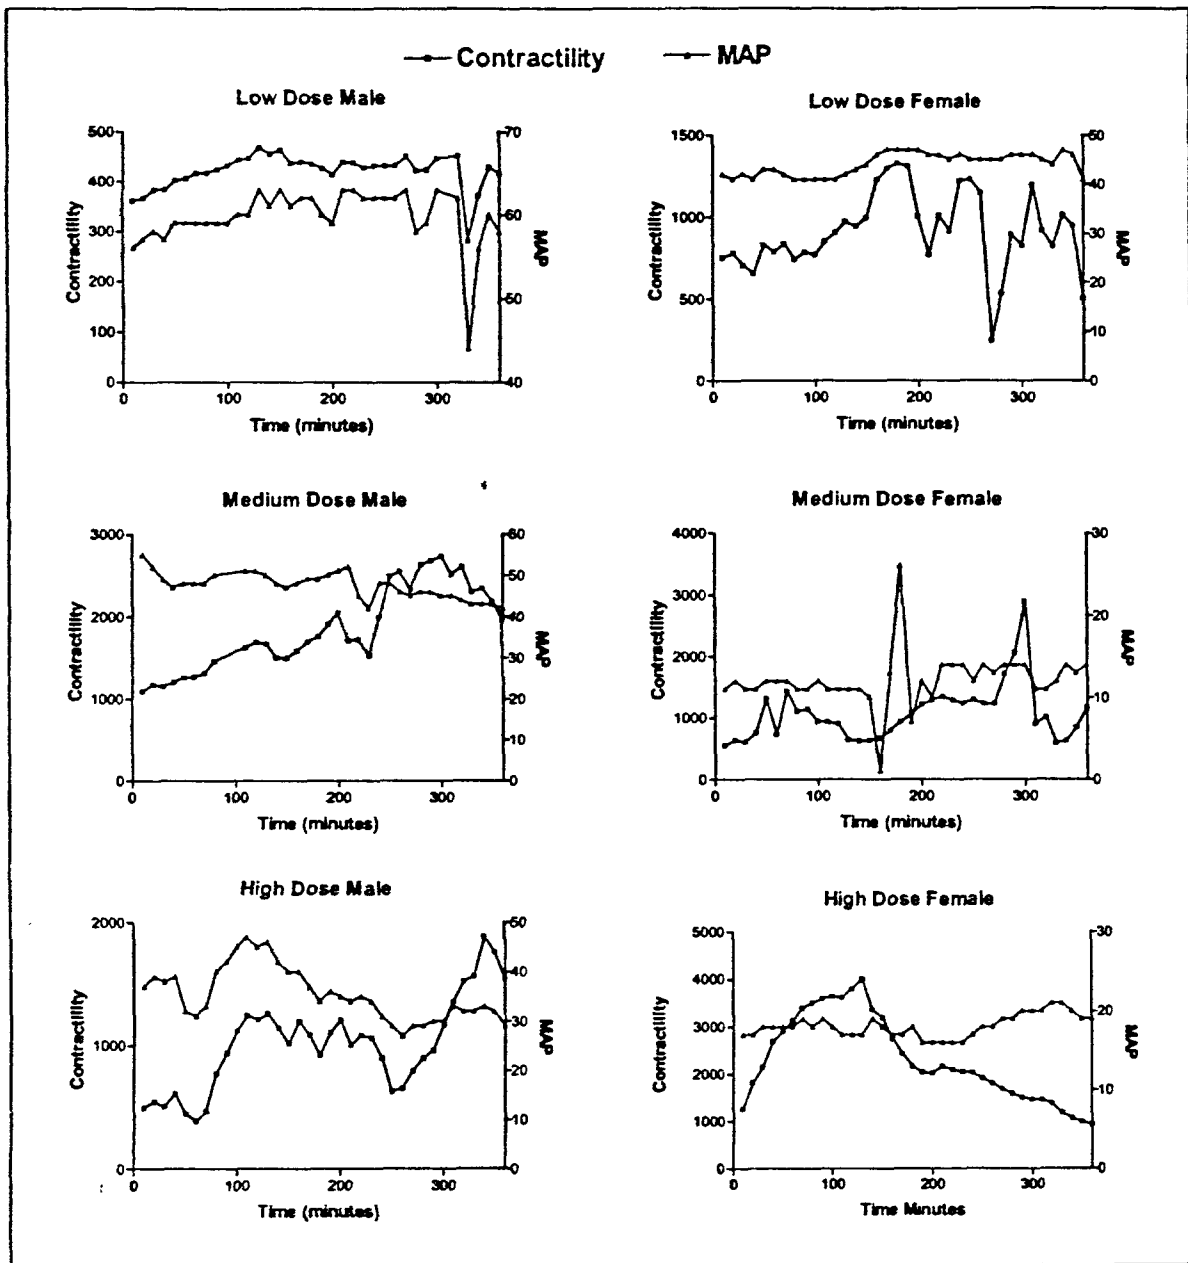 Contractility MAP
Low Dose Male
Low Dose Female
500
400
300
200
100
0
Contractility
70
60
50
40
MAP
0 100 200 300
Time (minutes)
1500
1000
500
0
Contractility
50
40
30
20
10
0
MAP
0 100 200 300
Time (minutes)
Medium Dose Male
Medium Dose Female
3000
2000
1000
0
Contractility
60
50
40
30
20
10
0
MAP
0 100 200 300
Time (minutes)
4000
3000
2000
1000
0
Contractility
30
20
10
0
MAP
0 100 200 300
Time (minutes)
High Dose Male
High Dose Female
2000
1000
0
Contractility
50
40
30
20
10
0
MAP
0 100 200 300
Time (minutes)
5000
4000
3000
2000
1000
0
Contractility
30
20
10
0
MAP
0 100 200 300
Time Minutes